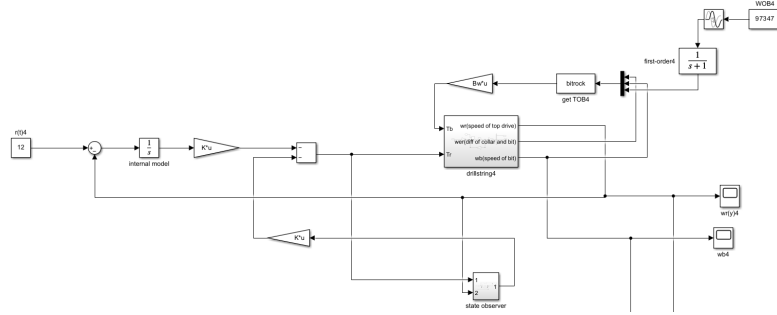 WOB4
97347
first-order4
1
s + 1
Bw*u
bitrock
get TOB4
r(t)4
12
1
s
internal model
K*u
Tb
Tr
wr(speed of top drive)
wer(diff of collar and bit)
wb(speed of bit)
drillstring4
wr(y)4
wb4
K*u
1
2
1
state observer